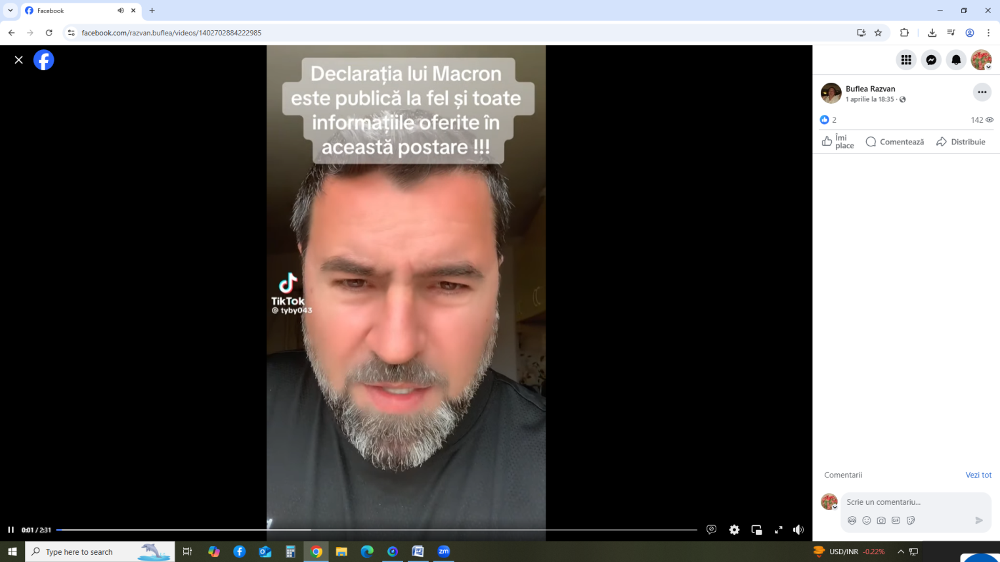 Facebook
facebook.com/razvan.buflea/videos/1402702884222985
Declarația lui Macron
este publică la fel și toate
informațiile oferite în
această postare !!!
TikTok
@ tyby043
Buflea Razvan
1 aprilie la 18:35 ·
2
142
Îmi
place
Comentează
Distribuie
Comentarii
Vezi tot
Scrie un comentariu...
GIF
0:01 / 2:31
Type here to search
zm
USD/INR -0.22%